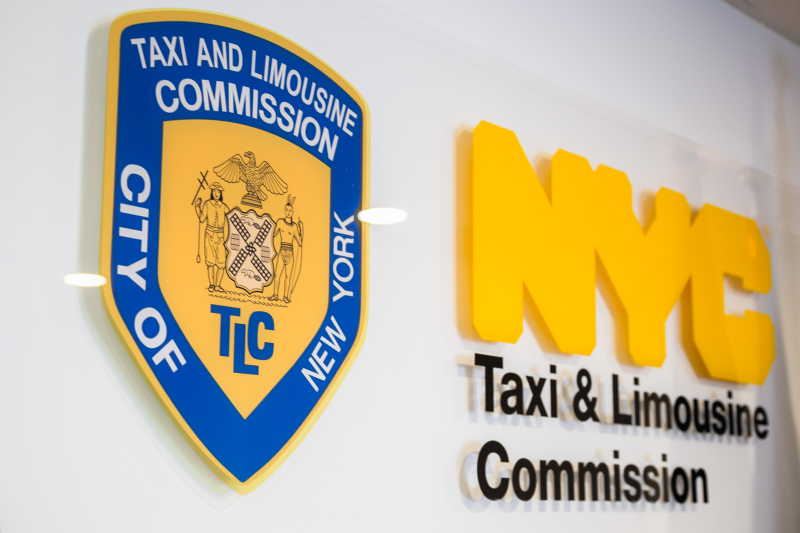 TAXI AND LIMOUSINE
COMMISSION
CITY OF
NEW YORK
TLC
NYC
Taxi & Limousine
Commission